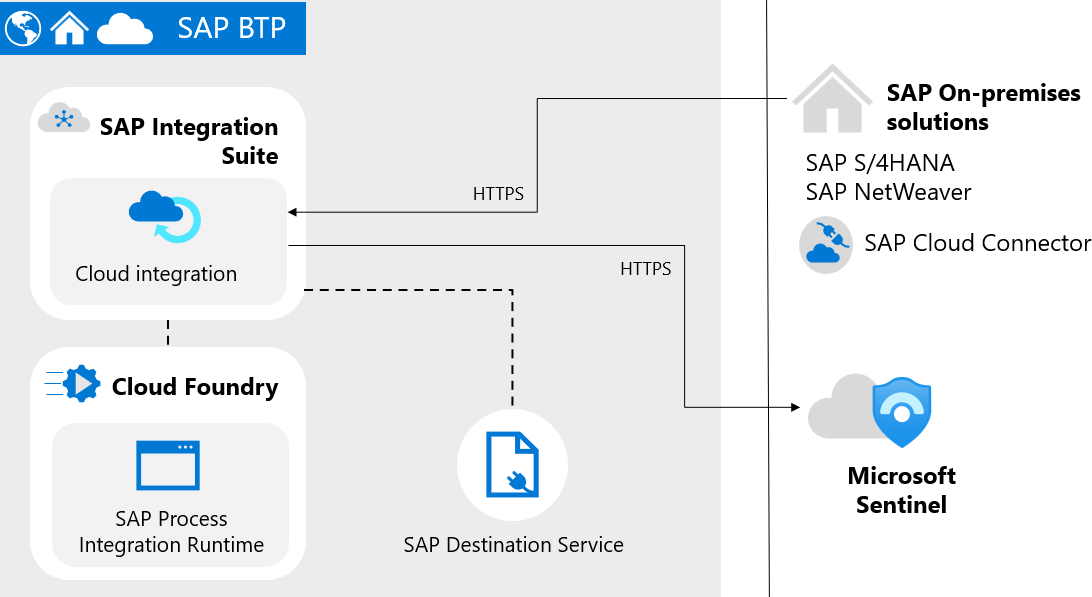 SAP BTP
SAP Integration
Suite
Cloud integration
HTTPS
HTTPS
Cloud Foundry
SAP Process
Integration Runtime
SAP Destination Service
SAP On-premises
solutions
SAP S/4HANA
SAP NetWeaver
SAP Cloud Connector
Microsoft
Sentinel